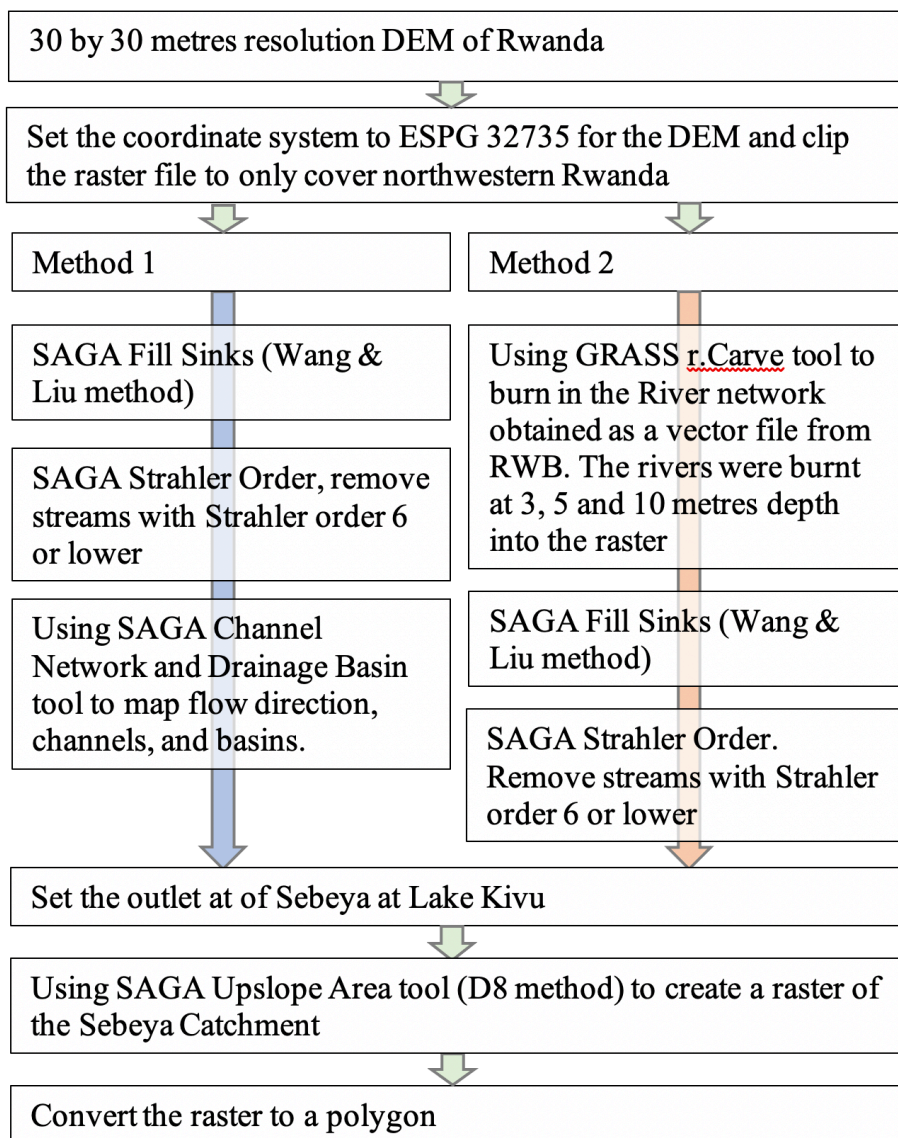 30 by 30 metres resolution DEM of Rwanda
Set the coordinate system to ESPG 32735 for the DEM and clip
the raster file to only cover northwestern Rwanda
Method 1
SAGA Fill Sinks (Wang &
Liu method)
SAGA Strahler Order, remove
streams with Strahler order 6
or lower
Using SAGA Channel
Network and Drainage Basin
tool to map flow direction,
channels, and basins.
Method 2
Using GRASS r.Carve tool to
burn in the River network
obtained as a vector file from
RWB. The rivers were burnt
at 3, 5 and 10 metres depth
into the raster
SAGA Fill Sinks (Wang &
Liu method)
SAGA Strahler Order.
Remove streams with Strahler
order 6 or lower
Set the outlet at of Sebeya at Lake Kivu
Using SAGA Upslope Area tool (D8 method) to create a raster of
the Sebeya Catchment
Convert the raster to a polygon